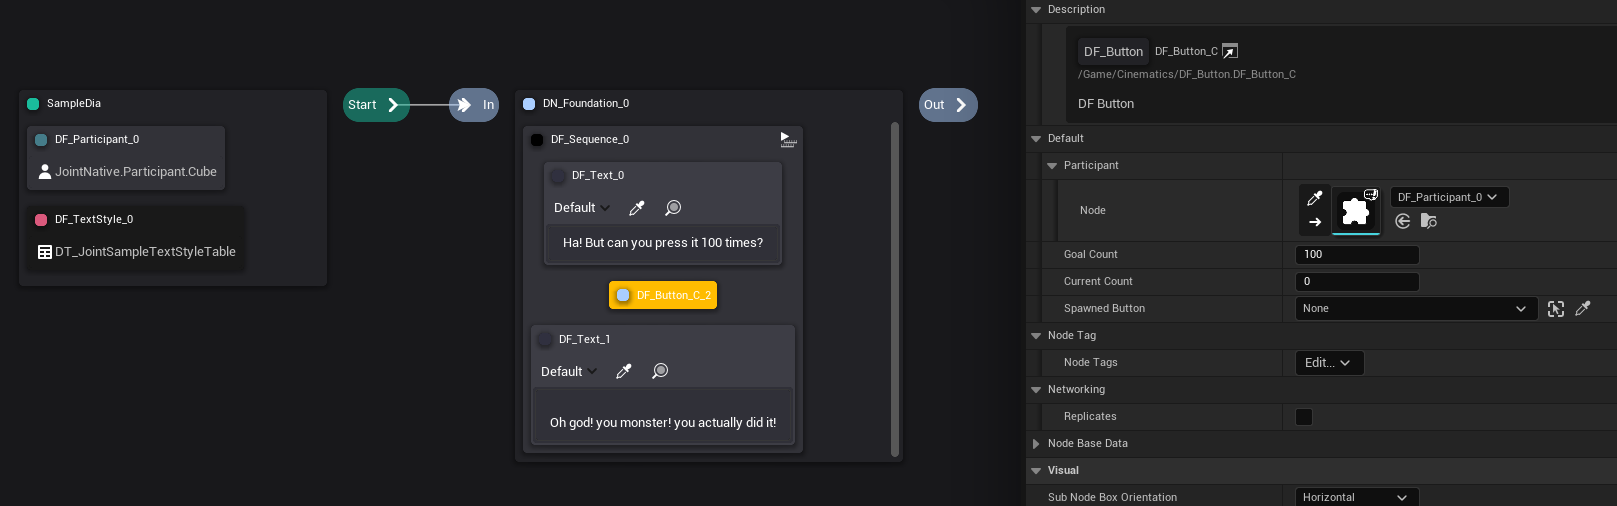 SampleDia
DF_Participant_0
JointNative.Participant.Cube
DF_TextStyle_0
DT_JointSampleTextStyleTable
Start
In
DN_Foundation_0
DF_Sequence_0
DF_Text_0
Default
Ha! But can you press it 100 times?
DF_Button_C_2
DF_Text_1
Default
Oh god! you monster! you actually did it!
Out
Description
DF_Button DF_Button_C
/Game/Cinematics/DF_Button.DF_Button_C
DF Button
Default
Participant
Node DF_Participant_0
Goal Count 100
Current Count 0
Spawned Button None
Node Tag
Node Tags Edit...
Networking
Replicates
Node Base Data
Visual
Sub Node Box Orientation Horizontal